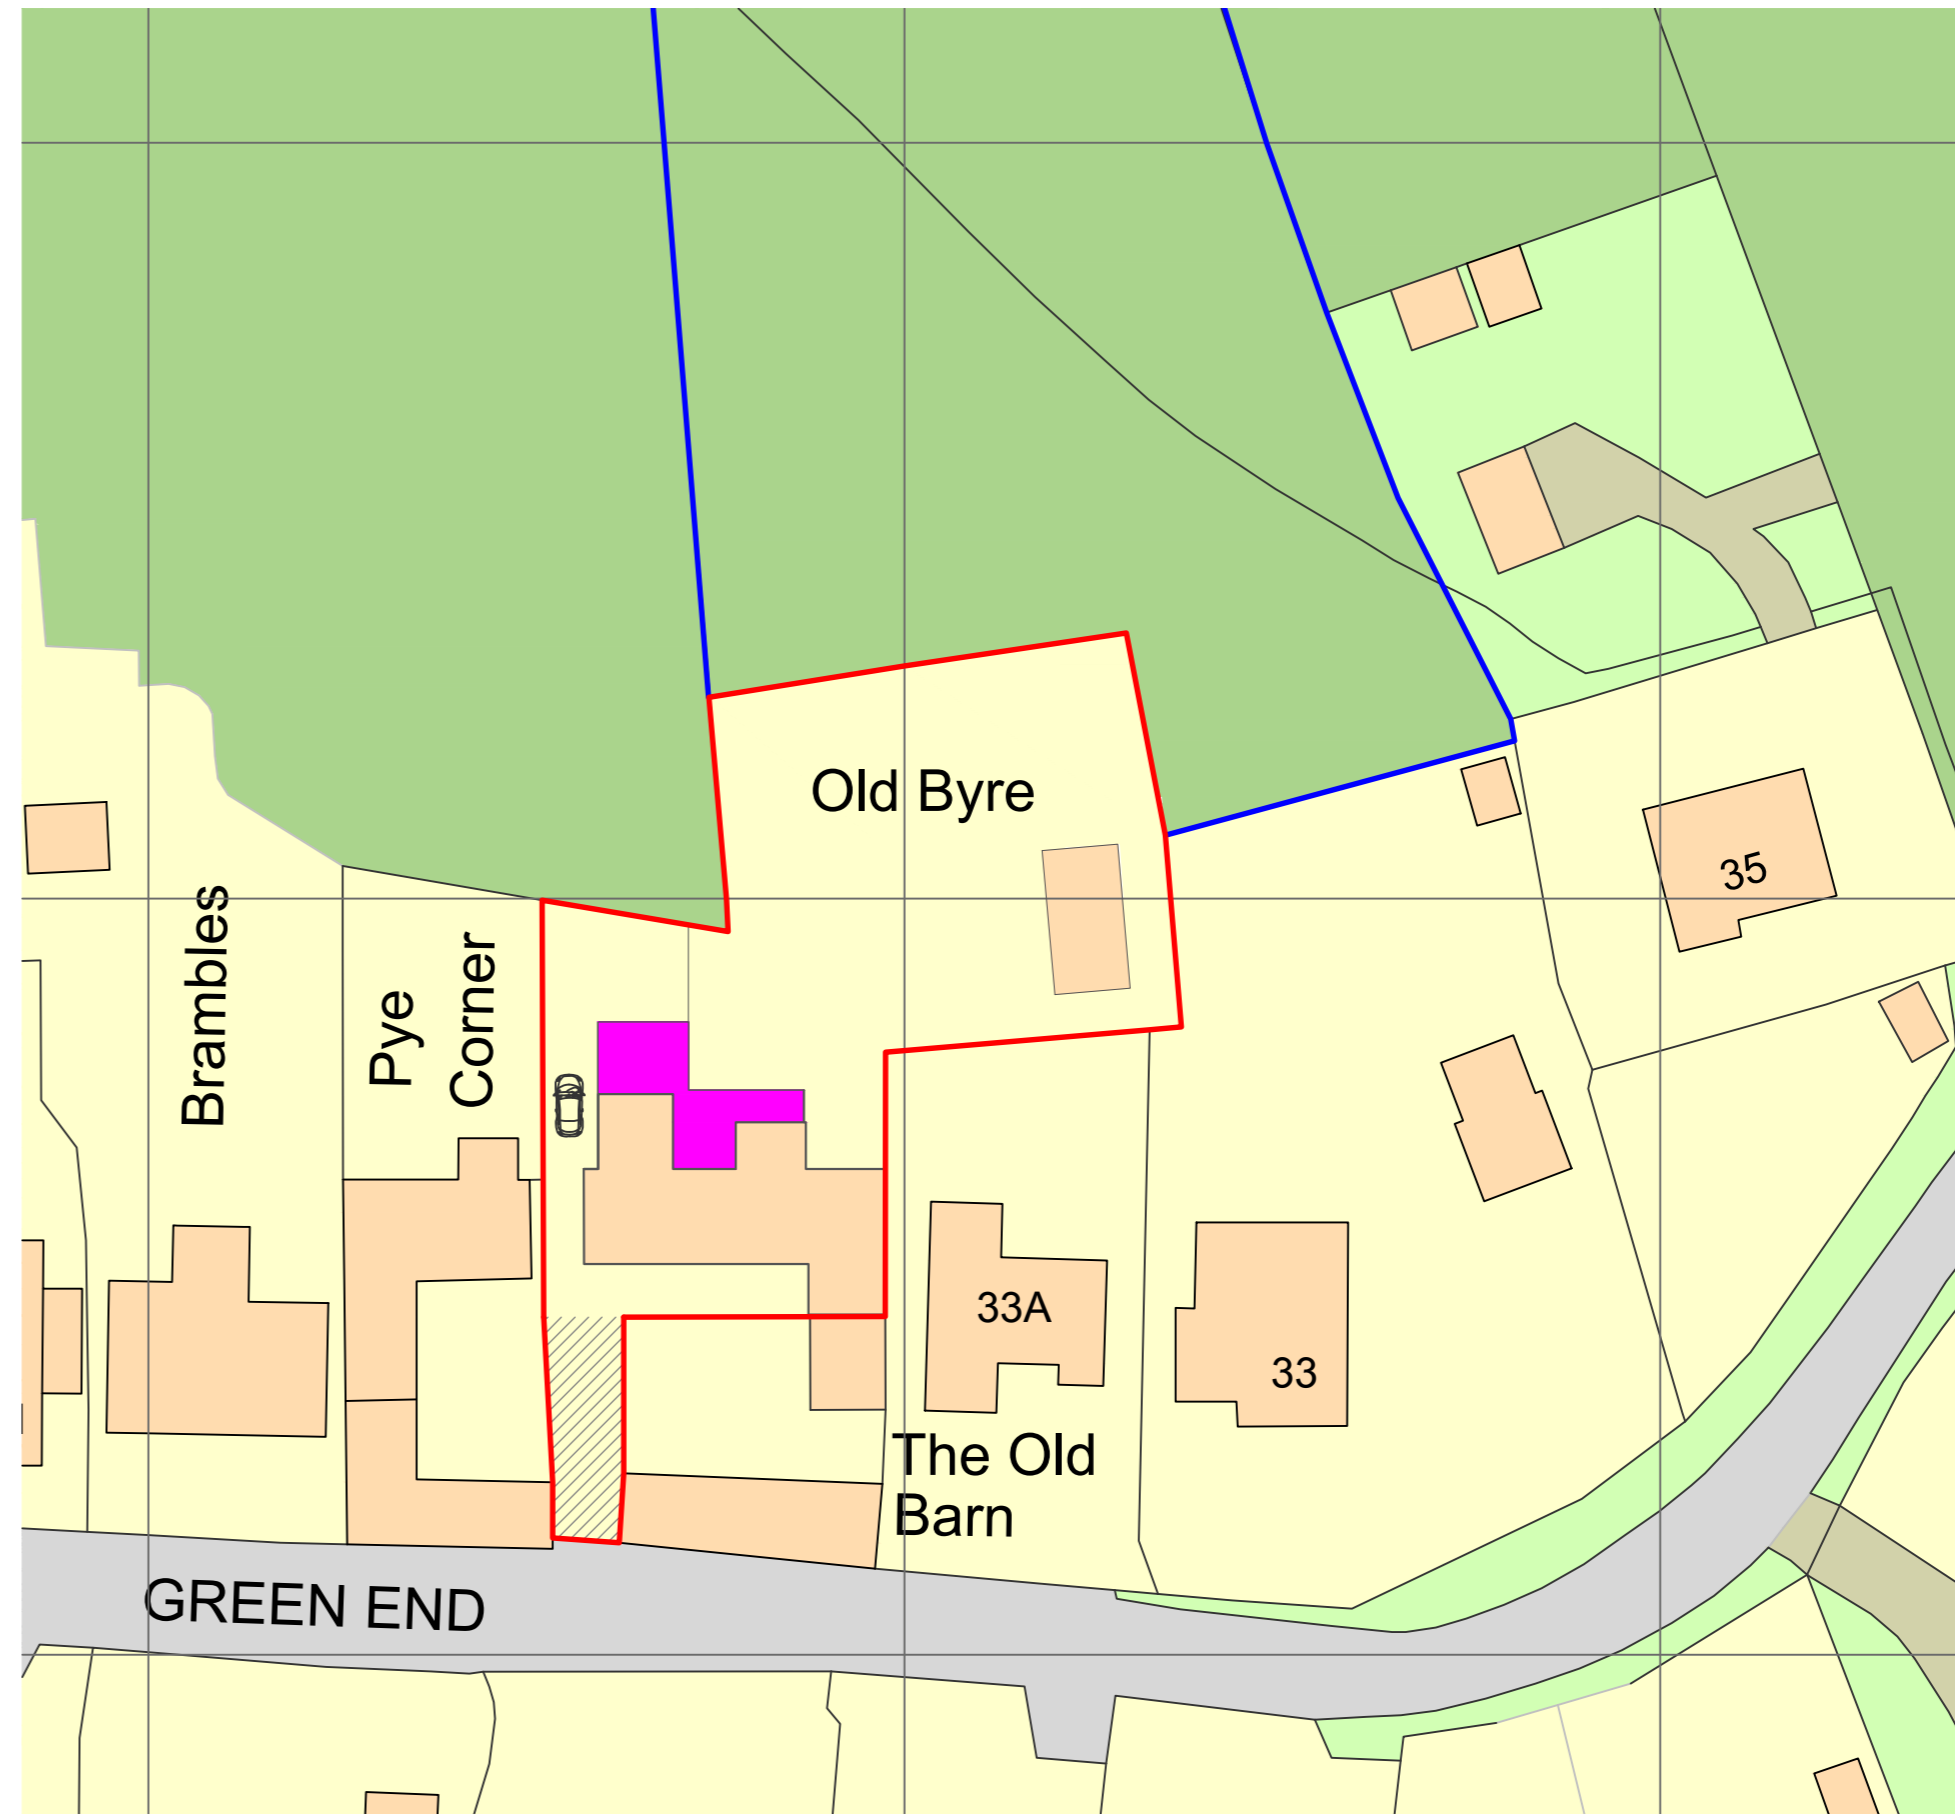 Old Byre
35
Brambles
Pye
Corner
33A
33
The Old
Barn
GREEN END